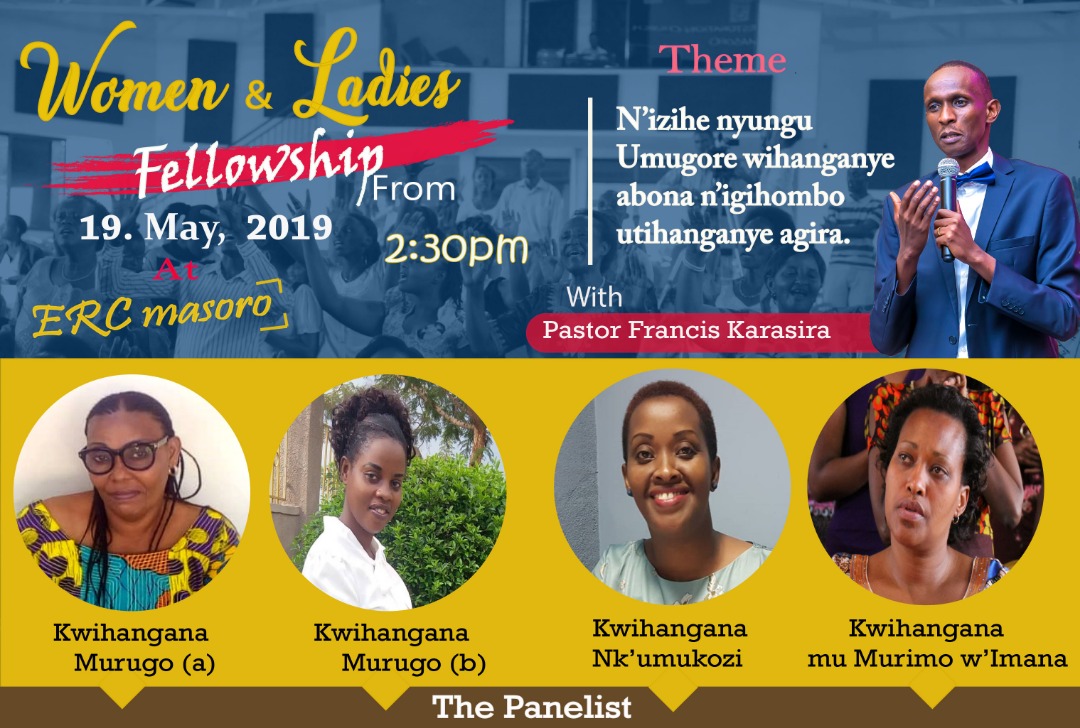 Women & Ladies
Fellowship
From
19. May, 2019
2:30pm
At
ERC masoro
Theme
N'izihe nyungu
Umugore wihanganye
abona n'igihombo
utihanganye agira.
With
Pastor Francis Karasira
Kwihangana
Murugo (a)
Kwihangana
Murugo (b)
Kwihangana
Nk'umukozi
Kwihangana
mu Murimo w'Imana
The Panelist